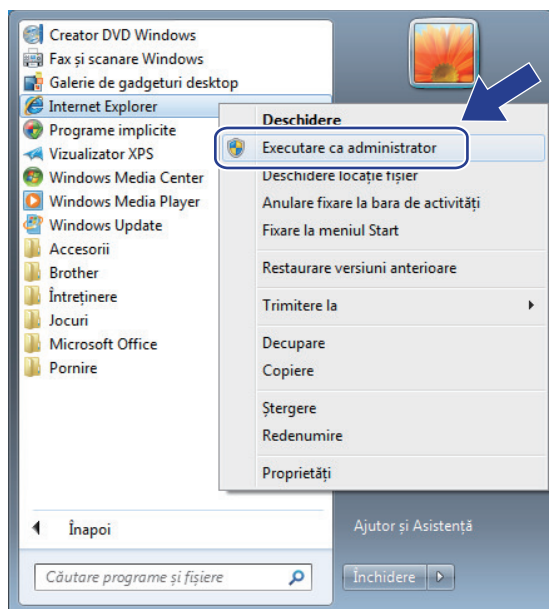 Creator DVD Windows
Fax și scanare Windows
Galerie de gadgeturi desktop
Internet Explorer
Programe implicite
Vizualizator XPS
Windows Media Center
Windows Media Player
Windows Update
Accesorii
Brother
Întreținere
Jocuri
Microsoft Office
Pornire
Înapoi
Căutare programe și fișiere
Deschidere
Executare ca administrator
Deschidere locație fișier
Anulare fixare la bara de activități
Fixare la meniul Start
Restaurare versiuni anterioare
Trimitere la
Decupare
Copiere
Ștergere
Redenumire
Proprietăți
Ajutor și Asistență
Închidere